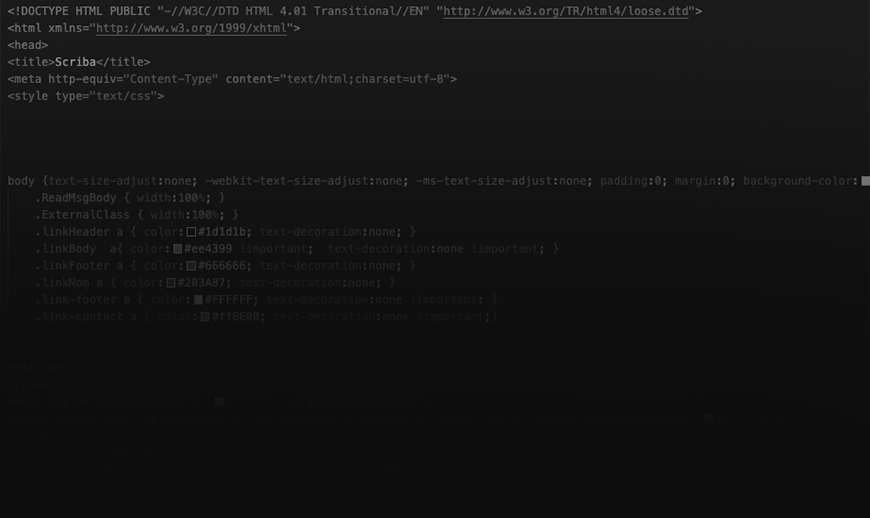 <!DOCTYPE HTML PUBLIC "-//W3C//DTD HTML 4.01 Transitional//EN" "http://www.w3.org/TR/html4/loose.dtd">
<html xmlns="http://www.w3.org/1999/xhtml">
<head>
<title>Scriba</title>
<meta http-equiv="Content-Type" content="text/html;charset=utf-8">
<style type="text/css">
body {text-size-adjust:none; -webkit-text-size-adjust:none; -ms-text-size-adjust:none; padding:0; margin:0; background-color:
.ReadMsgBody { width:100%; }
.ExternalClass { width:100%; }
.linkHeader a { color:#1d1d1b; text-decoration:none; }
.linkBody  a{ color:#ee4399 !important;  text-decoration:none !important; }
.linkFooter a { color:#666666; text-decoration:none; }
.linkNom a { color:#203A87; text-decoration:none; }
.link-footer a { color:#FFFFFF; text-decoration:none !important; }
.link-contact a { color:#ff6600; text-decoration:none !important;}
</style>